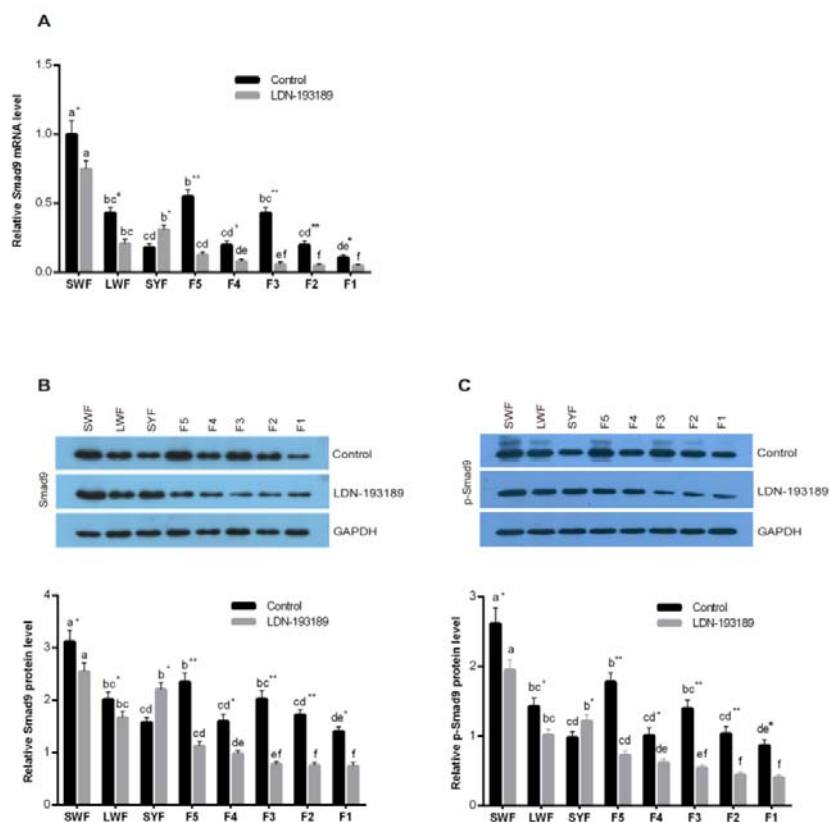 A
Relative Smad9 mRNA level
1.5
1.0
0.5
0.0
Control
LDN-193189
a *
a
bc *
bc
cd
b *
b **
cd
cd *
de
bc **
ef
cd **
f
de *
f
SWF LWF SYF F5 F4 F3 F2 F1
B
SWF LWF SYF F5 F4 F3 F2 F1
Smad9
Control
LDN-193189
GAPDH
Relative Smad9 protein level
4
3
2
1
0
Control
LDN-193189
a *
a
bc *
bc
cd
b *
b **
cd
cd *
de
bc **
ef
cd **
f
de *
f
SWF LWF SYF F5 F4 F3 F2 F1
C
SWF LWF SYF F5 F4 F3 F2 F1
p-Smad9
Control
LDN-193189
GAPDH
Relative p-Smad9 protein level
3
2
1
0
Control
LDN-193189
a *
a
bc *
bc
cd
b *
b **
cd
cd *
de
bc **
ef
cd **
f
de *
f
SWF LWF SYF F5 F4 F3 F2 F1